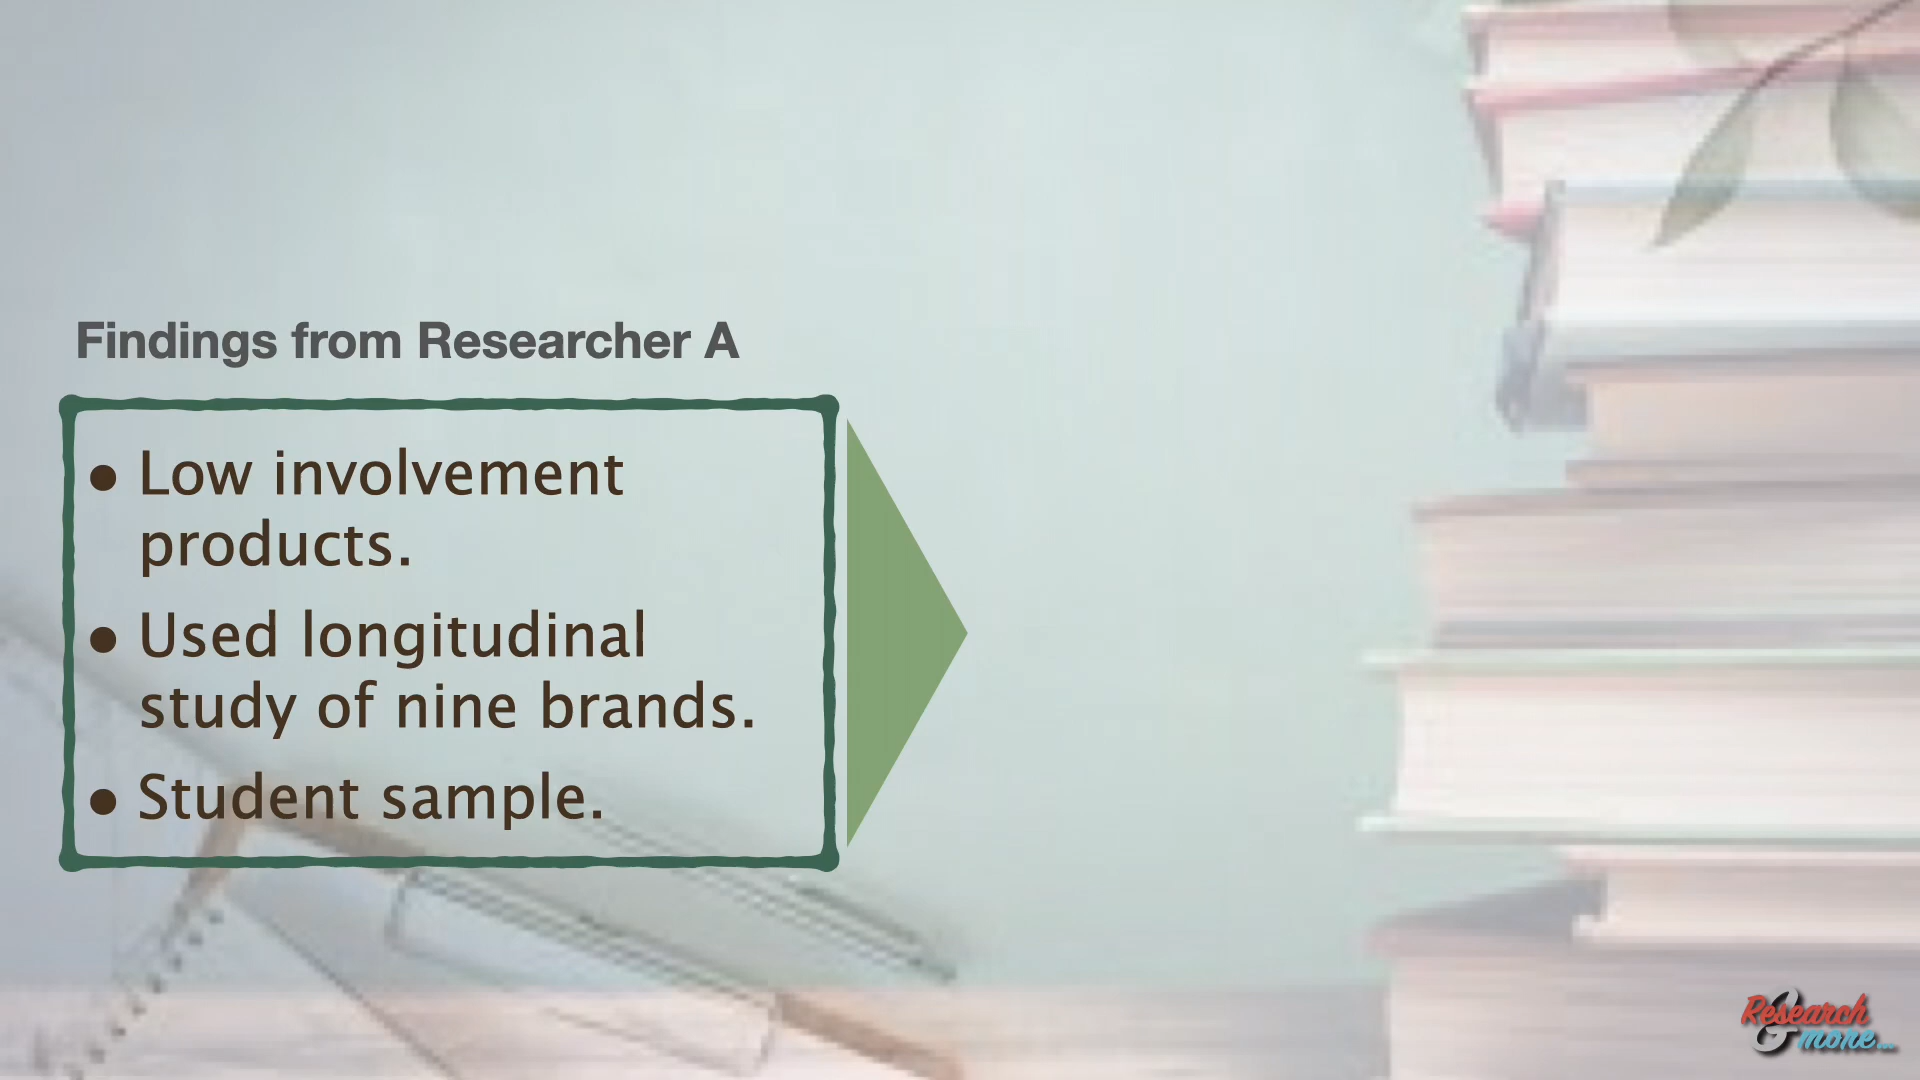 Findings from Researcher A
● Low involvement
products.
● Used longitudinal
study of nine brands.
● Student sample.
Research
& more...